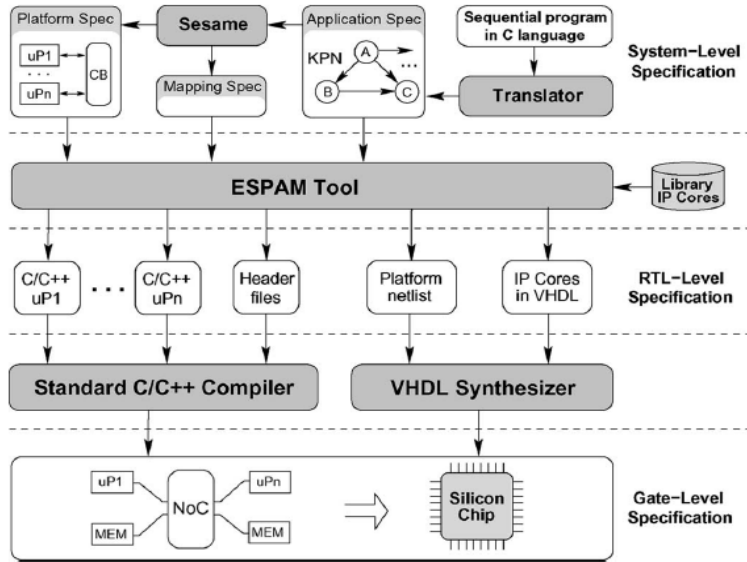 Platform Spec
Sesame
Application Spec
Sequential program
in C language
uP1
. . .
uPn
CB
KPN
A
...
B
C
Mapping Spec
Translator
System-Level
Specification
ESPAM Tool
Library
IP Cores
C/C++
uP1
. . .
C/C++
uPn
Header
files
Platform
netlist
IP Cores
in VHDL
RTL-Level
Specification
Standard C/C++ Compiler
VHDL Synthesizer
uP1
uPn
NoC
MEM
MEM
Silicon
Chip
Gate-Level
Specification